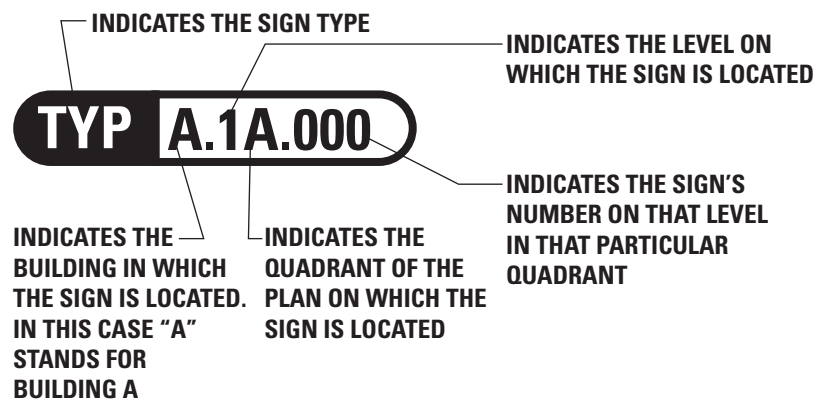 INDICATES THE SIGN TYPE
INDICATES THE LEVEL ON
WHICH THE SIGN IS LOCATED
TYP A.1A.000
INDICATES THE SIGN'S
NUMBER ON THAT LEVEL
IN THAT PARTICULAR
QUADRANT
INDICATES THE
BUILDING IN WHICH
THE SIGN IS LOCATED.
IN THIS CASE “A”
STANDS FOR
BUILDING A
INDICATES THE
QUADRANT OF THE
PLAN ON WHICH THE
SIGN IS LOCATED